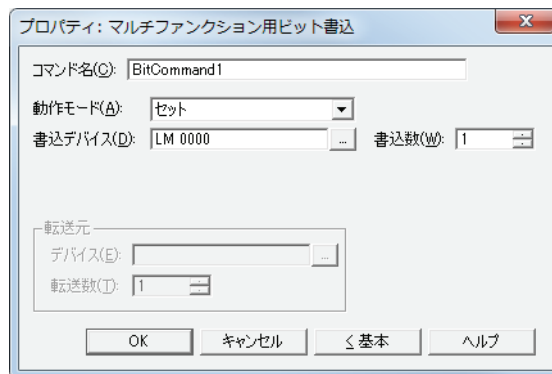 プロパティ: マルチファンクション用ビット書込
コマンド名(C): BitCommand1
動作モード(A): セット
書込デバイス(D): LM 0000 ... 書込数(W): 1
転送元
デバイス(E): ...
転送数(T): 1
OK キャンセル < 基本 ヘルプ